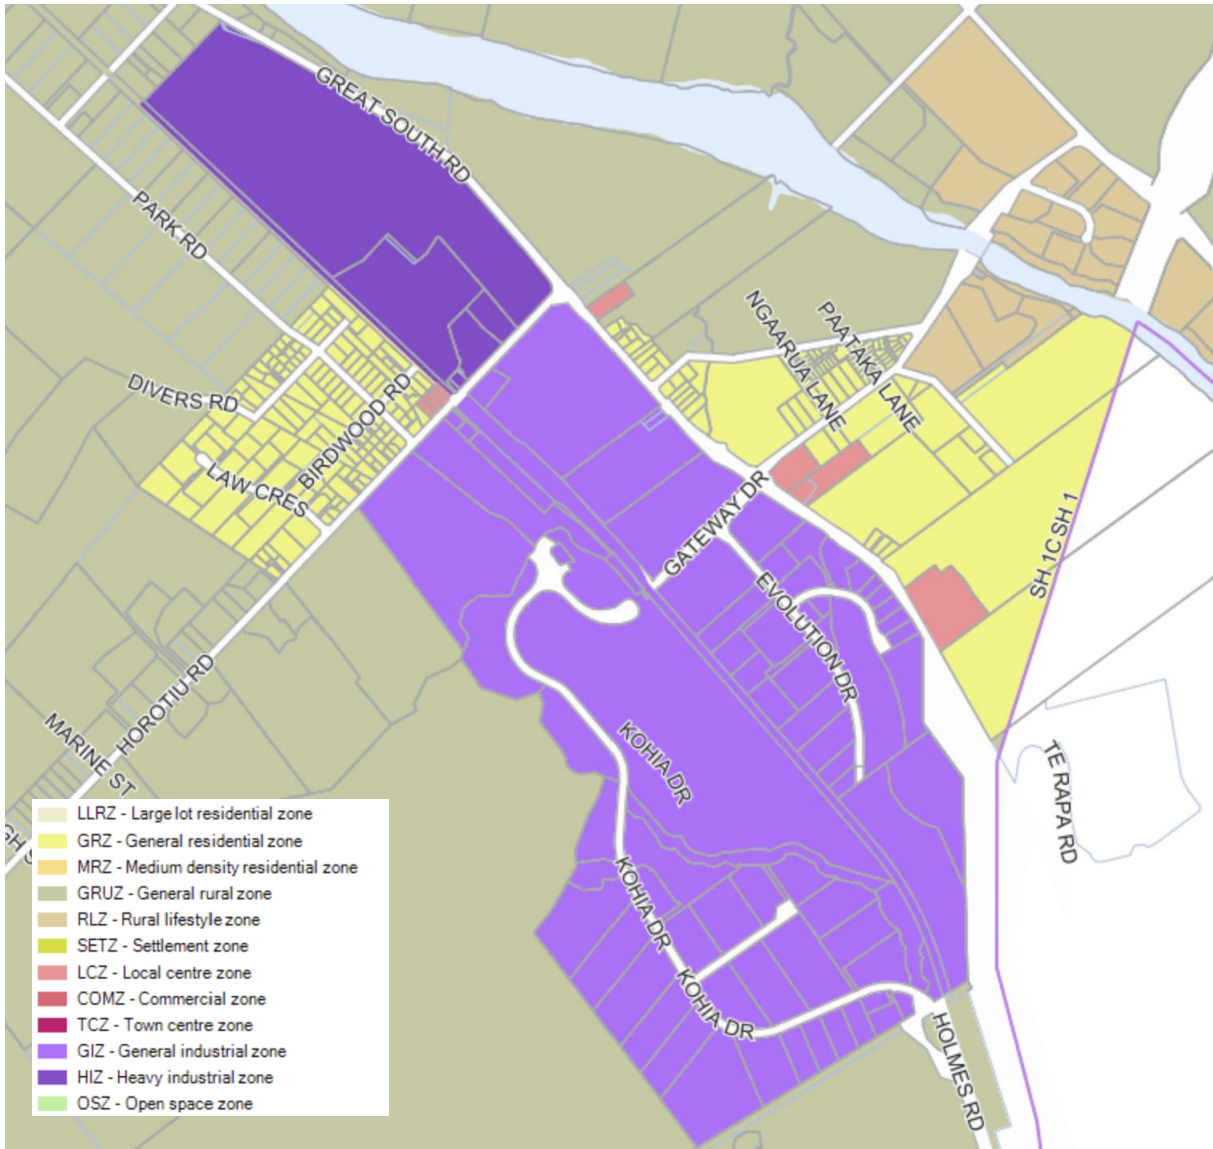 GREAT SOUTH RD
PARK RD
NGAARUA LANE
PAATAKA LANE
DIVERS RD
BIRDWOOD RD
LAW CRES
GATEWAY DR
SH 1C SH 1
EVOLUTION DR
HOROTIU RD
MARINE ST
KOHIA DR
TE RAPA RD
KOHIA DR
KOHIA DR
HOLMES RD
LLRZ - Large lot residential zone
GRZ - General residential zone
MRZ - Medium density residential zone
GRUZ - General rural zone
RLZ - Rural lifestyle zone
SETZ - Settlement zone
LCZ - Local centre zone
COMZ - Commercial zone
TCZ - Town centre zone
GIZ - General industrial zone
HIZ - Heavy industrial zone
OSZ - Open space zone